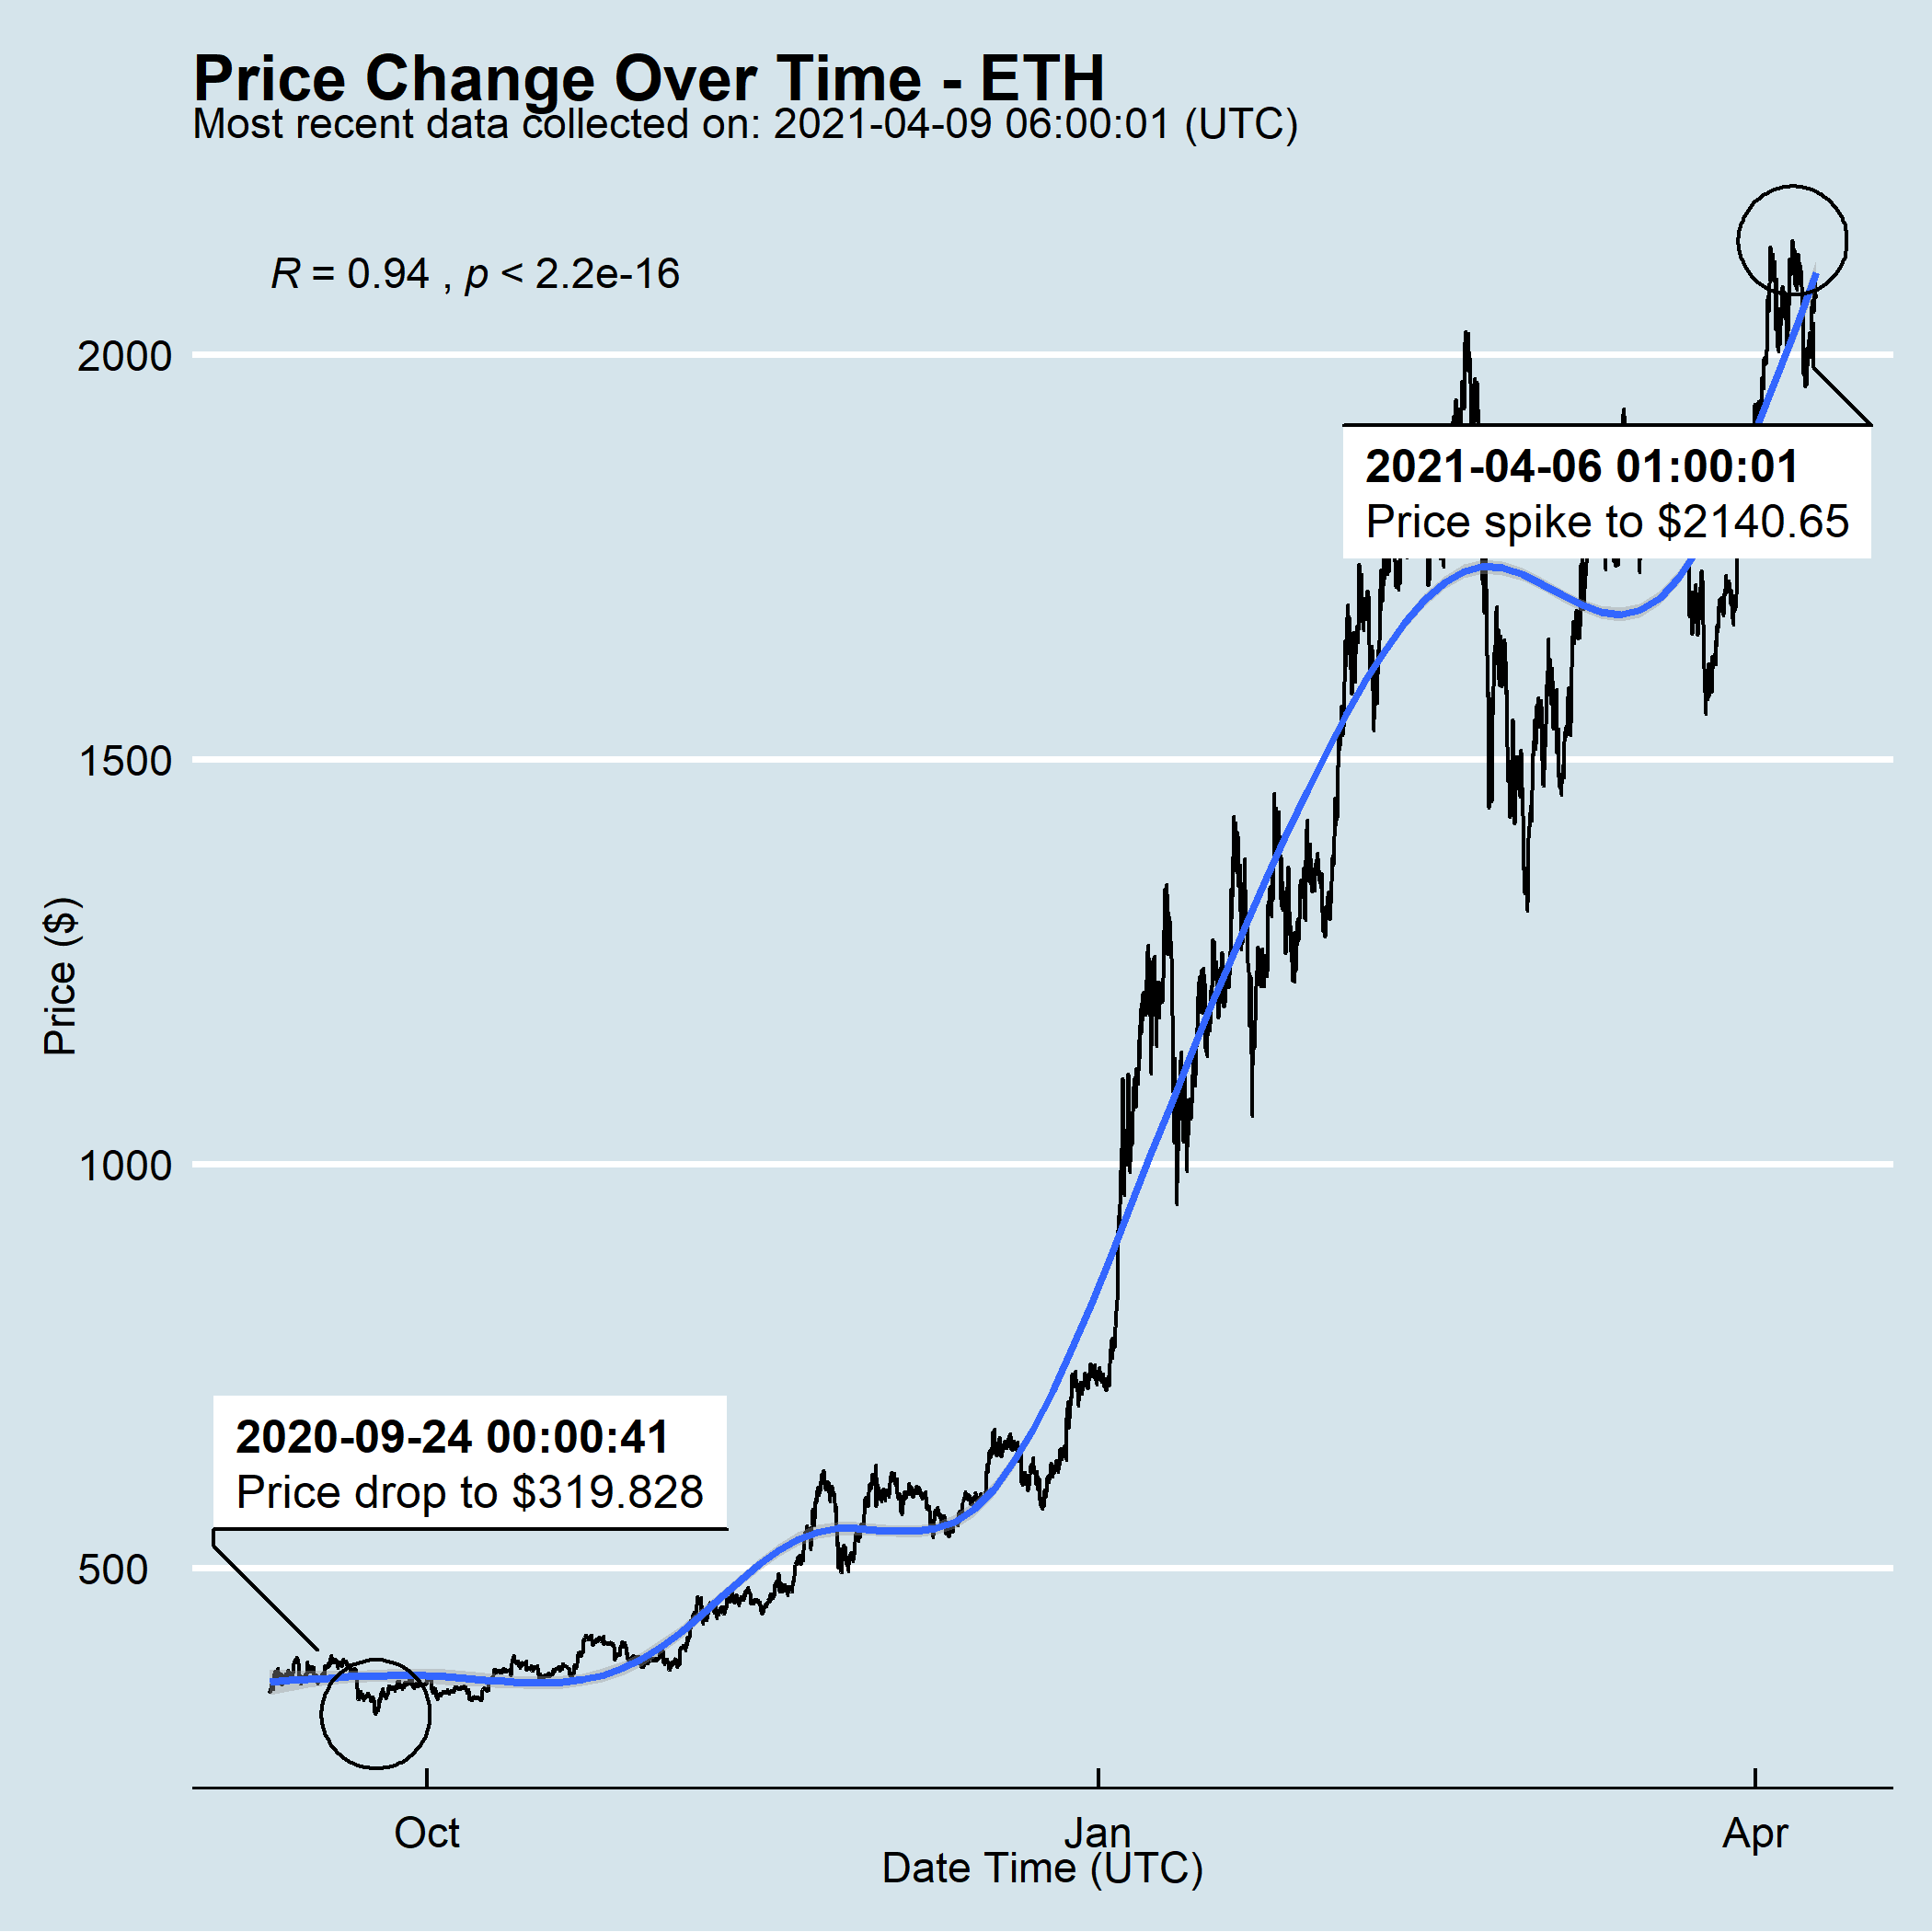 Price Change Over Time - ETH
Most recent data collected on: 2021-04-09 06:00:01 (UTC)
R = 0.94 , p < 2.2e-16
2000
2021-04-06 01:00:01
Price spike to $2140.65
1500
Price ($)
1000
2020-09-24 00:00:41
Price drop to $319.828
500
Oct Jan Apr
Date Time (UTC)